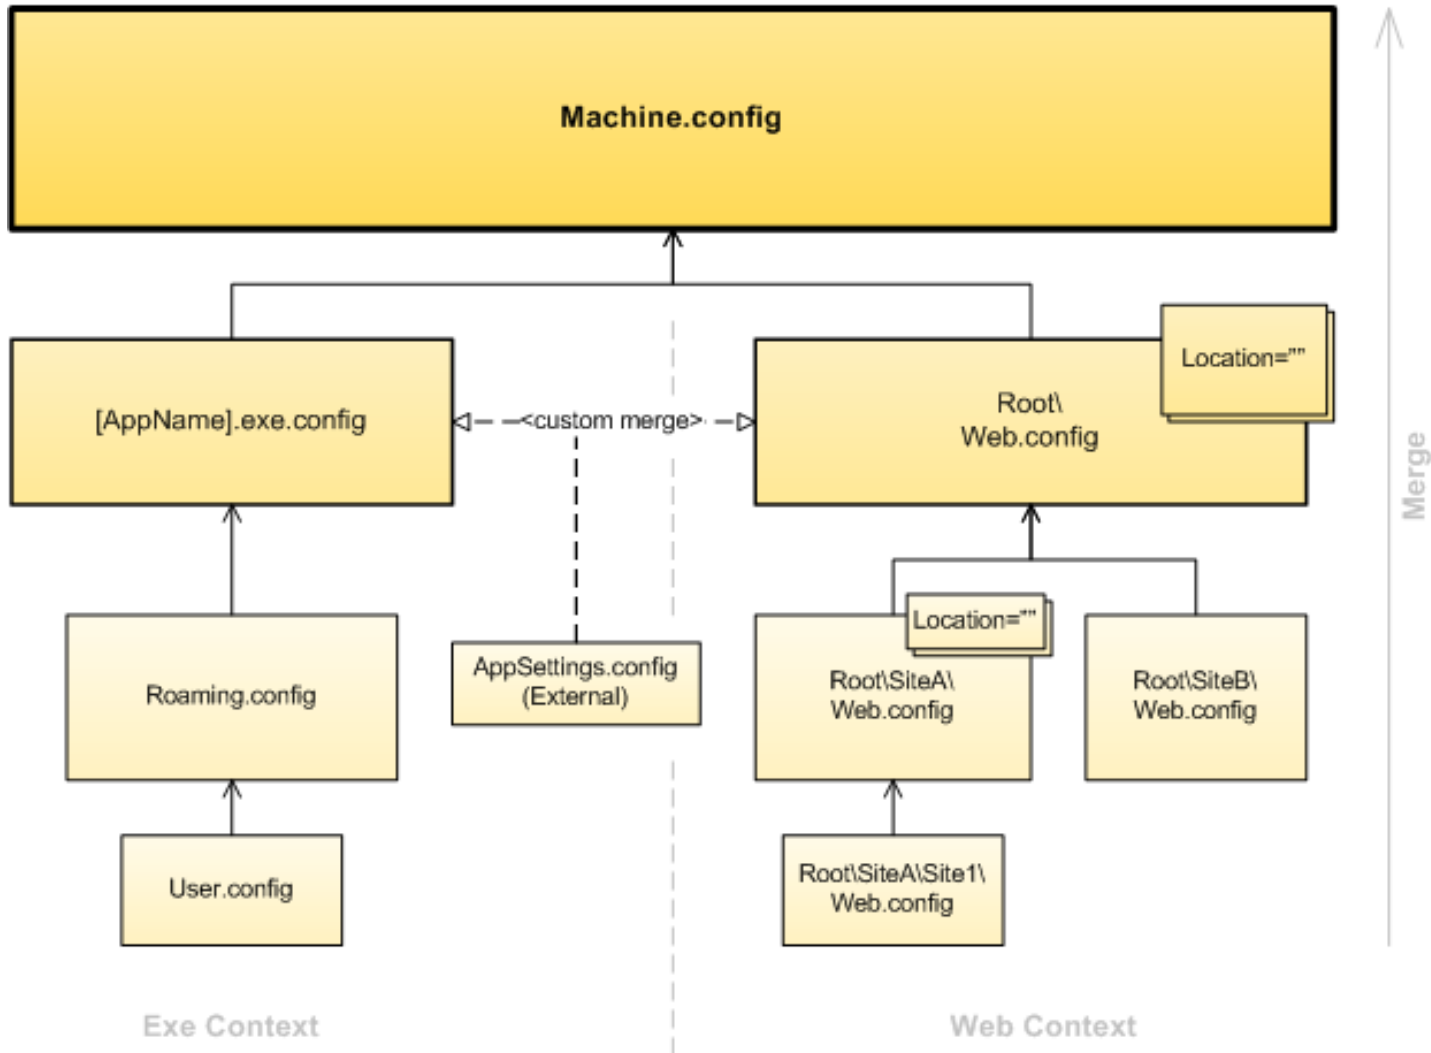 Machine.config
Location=""
[AppName].exe.config
<custom merge>
Root\
Web.config
Merge
Location=""
Roaming.config
AppSettings.config
(External)
Root\SiteA\
Web.config
Root\SiteB\
Web.config
User.config
Root\SiteA\Site1\
Web.config
Exe Context
Web Context